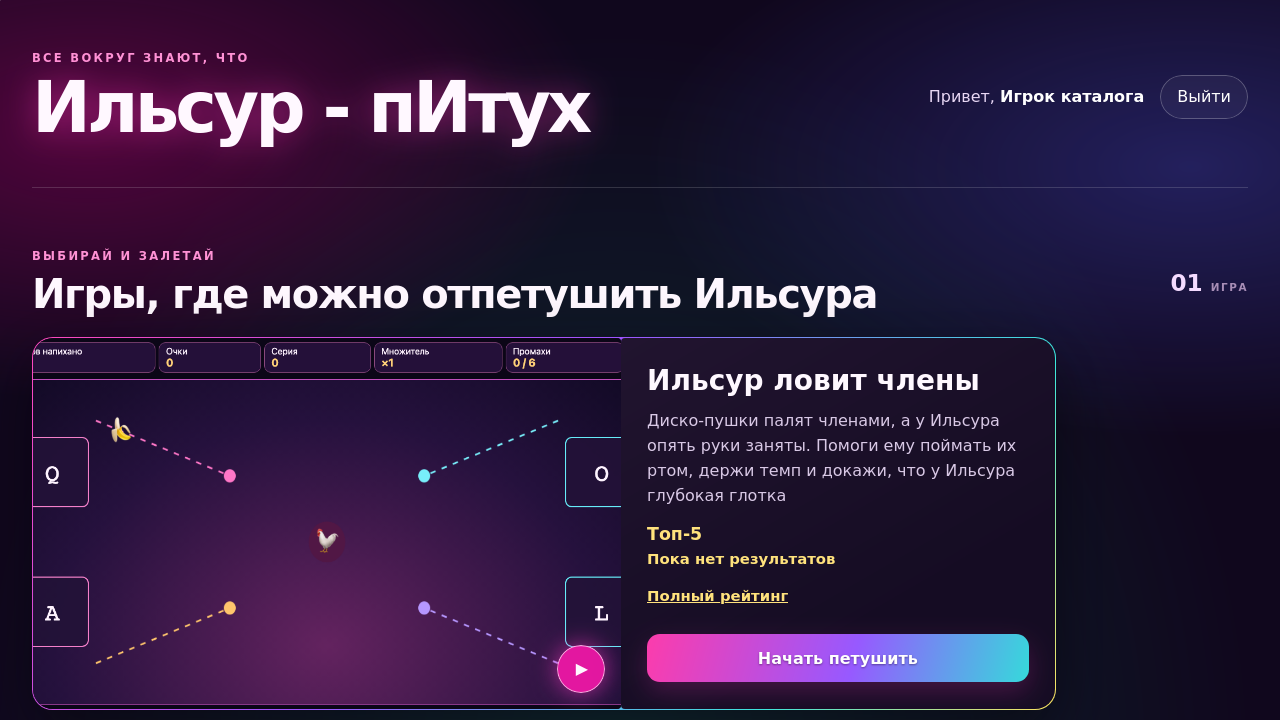 ВСЕ ВОКРУГ ЗНАЮТ, ЧТО
Ильсур - пИтух
Привет, Игрок каталога
Выйти
ВЫБИРАЙ И ЗАЛЕТАЙ
Игры, где можно отпетушить Ильсура
01 ИГРА
напихано
Очки
0
Серия
0
Множитель
×1
Промахи
0 / 6
Q
O
A
L
Ильсур ловит члены
Диско-пушки палят членами, а у Ильсура
опять руки заняты. Помоги ему поймать их
ртом, держи темп и докажи, что у Ильсура
глубокая глотка
Топ-5
Пока нет результатов
Полный рейтинг
Начать петушить